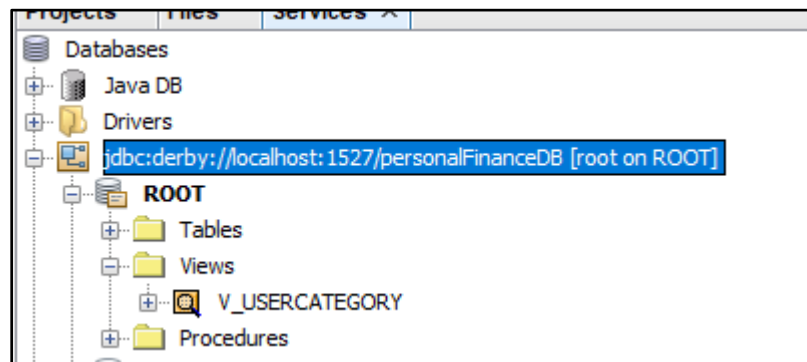 Projects Files Services ×
Databases
Java DB
Drivers
jdbc:derby://localhost:1527/personalFinanceDB [root on ROOT]
ROOT
Tables
Views
V_USERCATEGORY
Procedures